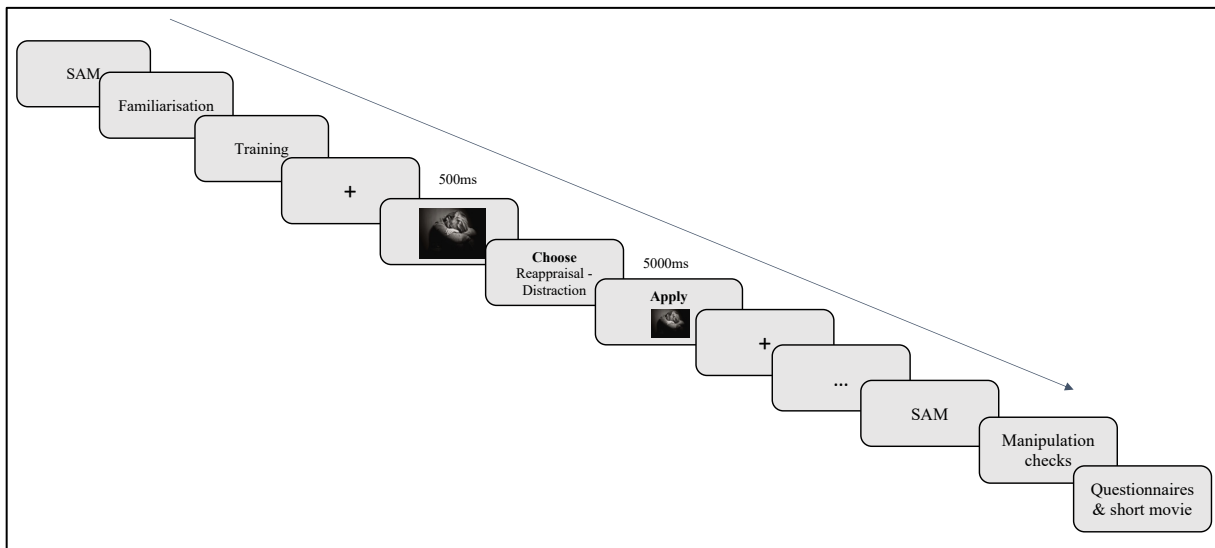 SAM
Familiarisation
Training
+
500ms
Choose
Reappraisal -
Distraction
5000ms
Apply
+
...
SAM
Manipulation
checks
Questionnaires
& short movie